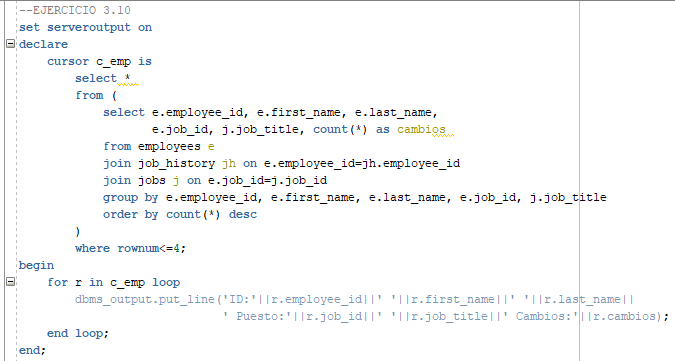 --EJERCICIO 3.10
set serveroutput on
declare
cursor c_emp is
select *
from (
select e.employee_id, e.first_name, e.last_name,
e.job_id, j.job_title, count(*) as cambios
from employees e
join job_history jh on e.employee_id=jh.employee_id
join jobs j on e.job_id=j.job_id
group by e.employee_id, e.first_name, e.last_name, e.job_id, j.job_title
order by count(*) desc
)
where rownum<=4;
begin
for r in c_emp loop
dbms_output.put_line('ID:'||r.employee_id||' '||r.first_name||' '||r.last_name||
' Puesto:'||r.job_id||' '||r.job_title||' Cambios:'||r.cambios);
end loop;
end;